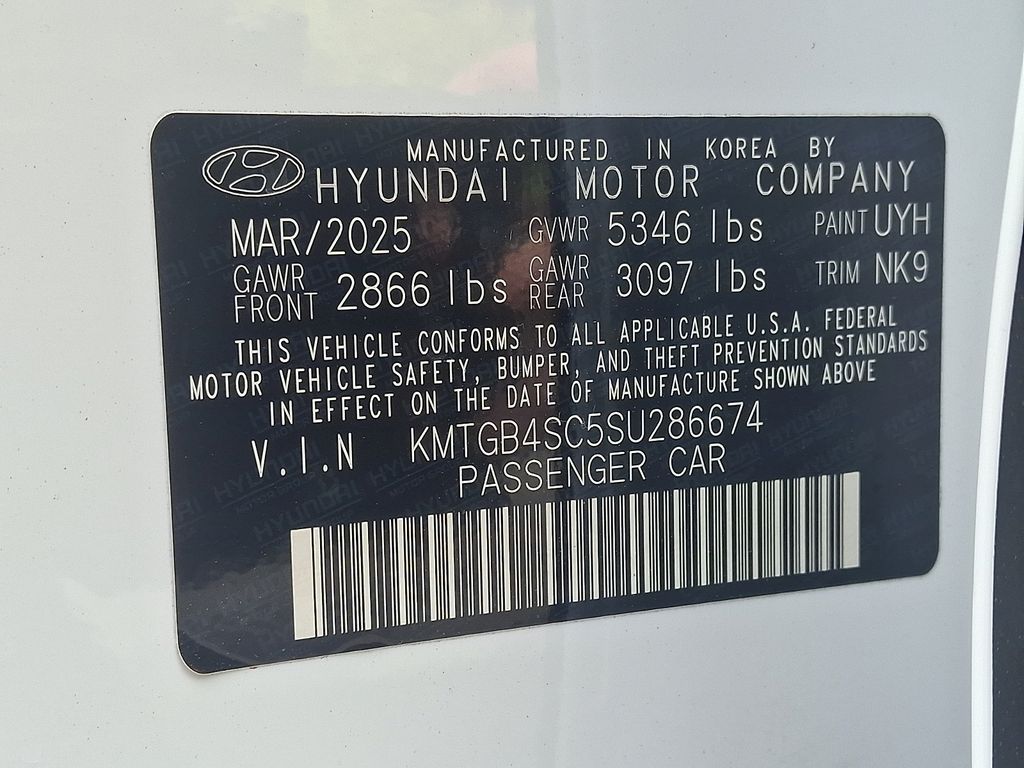 MANUFACTURED IN KOREA BY
HYUNDAI MOTOR COMPANY
MAR/2025 GVWR 5346 lbs PAINT UYH
GAWR FRONT 2866 lbs GAWR REAR 3097 lbs TRIM NK9
THIS VEHICLE CONFORMS TO ALL APPLICABLE U.S.A. FEDERAL
MOTOR VEHICLE SAFETY, BUMPER, AND THEFT PREVENTION STANDARDS
IN EFFECT ON THE DATE OF MANUFACTURE SHOWN ABOVE
V.I.N KMTGB4SC5SU286674
PASSENGER CAR